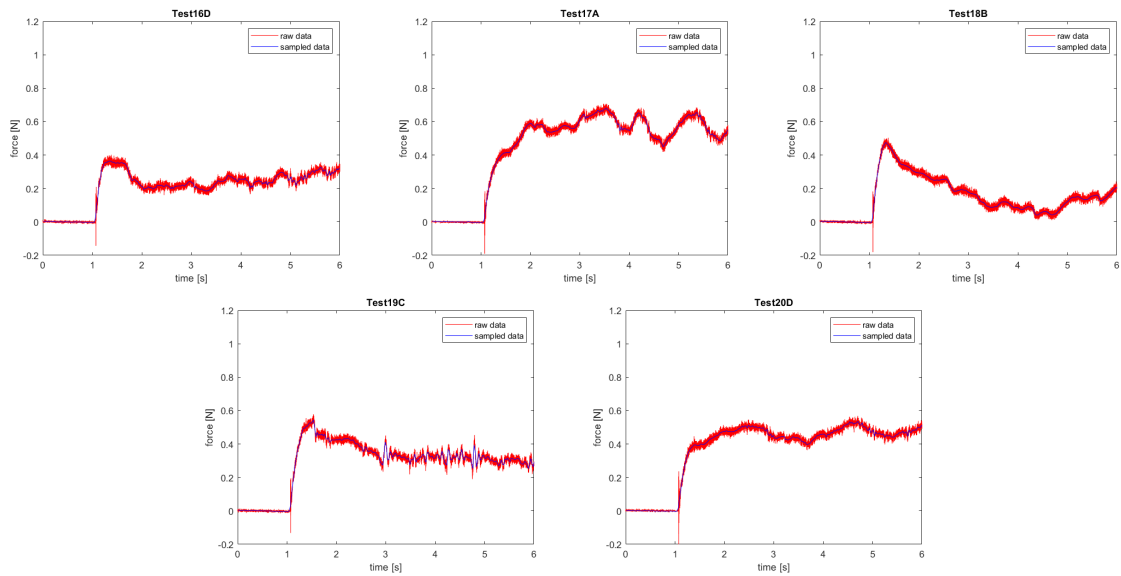 Test16D
1.2
1
0.8
0.6
0.4
0.2
0
-0.2
force [N]
0 1 2 3 4 5 6
time [s]
raw data
sampled data
Test17A
1.2
1
0.8
0.6
0.4
0.2
0
-0.2
force [N]
0 1 2 3 4 5 6
time [s]
raw data
sampled data
Test18B
1.2
1
0.8
0.6
0.4
0.2
0
-0.2
force [N]
0 1 2 3 4 5 6
time [s]
raw data
sampled data
Test19C
1.2
1
0.8
0.6
0.4
0.2
0
-0.2
force [N]
0 1 2 3 4 5 6
time [s]
raw data
sampled data
Test20D
1.2
1
0.8
0.6
0.4
0.2
0
-0.2
force [N]
0 1 2 3 4 5 6
time [s]
raw data
sampled data